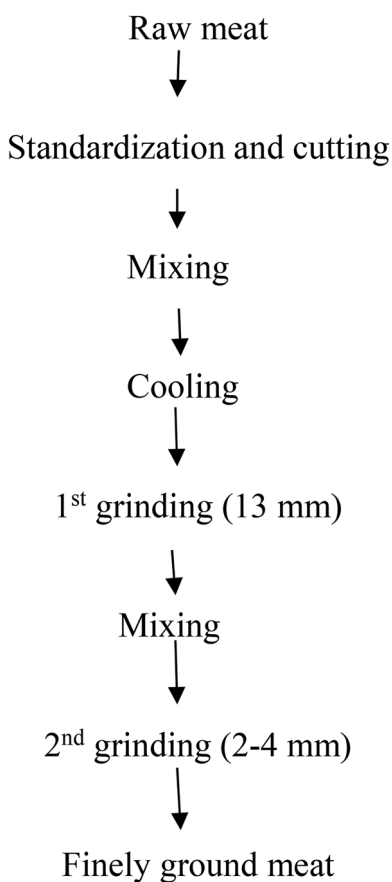 Raw meat
Standardization and cutting
Mixing
Cooling
1st grinding (13 mm)
Mixing
2nd grinding (2-4 mm)
Finely ground meat